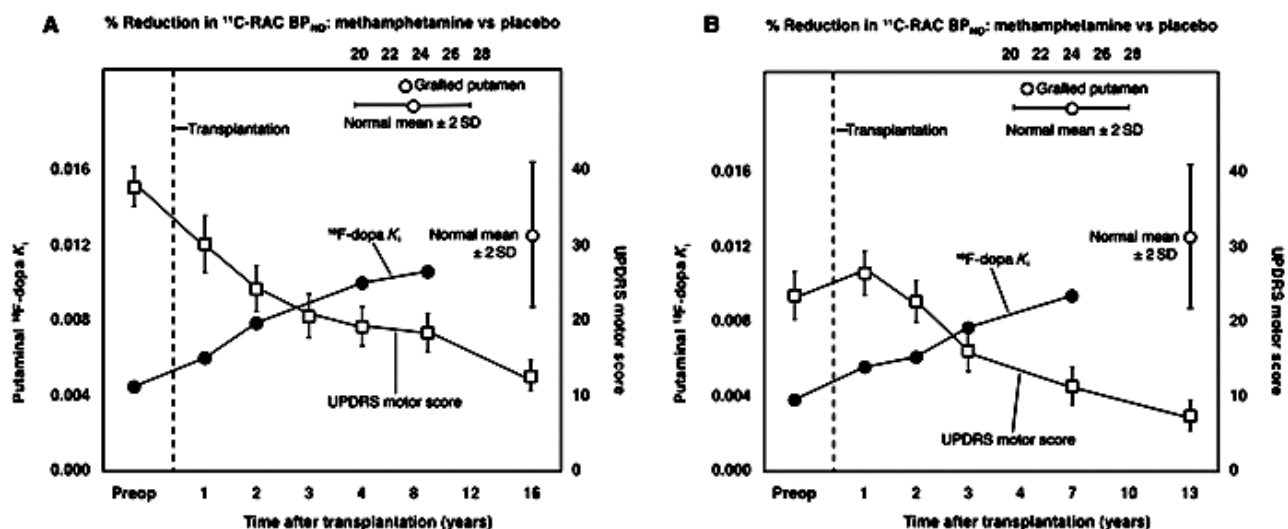 A
% Reduction in ¹¹C-RAC BP_ND: methamphetamine vs placebo
20 22 24 26 28
Grafted putamen
Normal mean ± 2 SD
Transplantation
0.016
0.012
0.008
0.004
0.000
Putaminal ¹⁸F-dopa Kᵢ
¹⁸F-dopa Kᵢ
Normal mean
± 2 SD
UPDRS motor score
40
30
20
10
0
UPDRS motor score
Preop 1 2 3 4 8 12 16
Time after transplantation (years)
B
% Reduction in ¹¹C-RAC BP_ND: methamphetamine vs placebo
20 22 24 26 28
Grafted putamen
Normal mean ± 2 SD
Transplantation
0.016
0.012
0.008
0.004
0.000
Putaminal ¹⁸F-dopa Kᵢ
¹⁸F-dopa Kᵢ
Normal mean
± 2 SD
UPDRS motor score
40
30
20
10
0
UPDRS motor score
Preop 1 2 3 4 7 10 13
Time after transplantation (years)